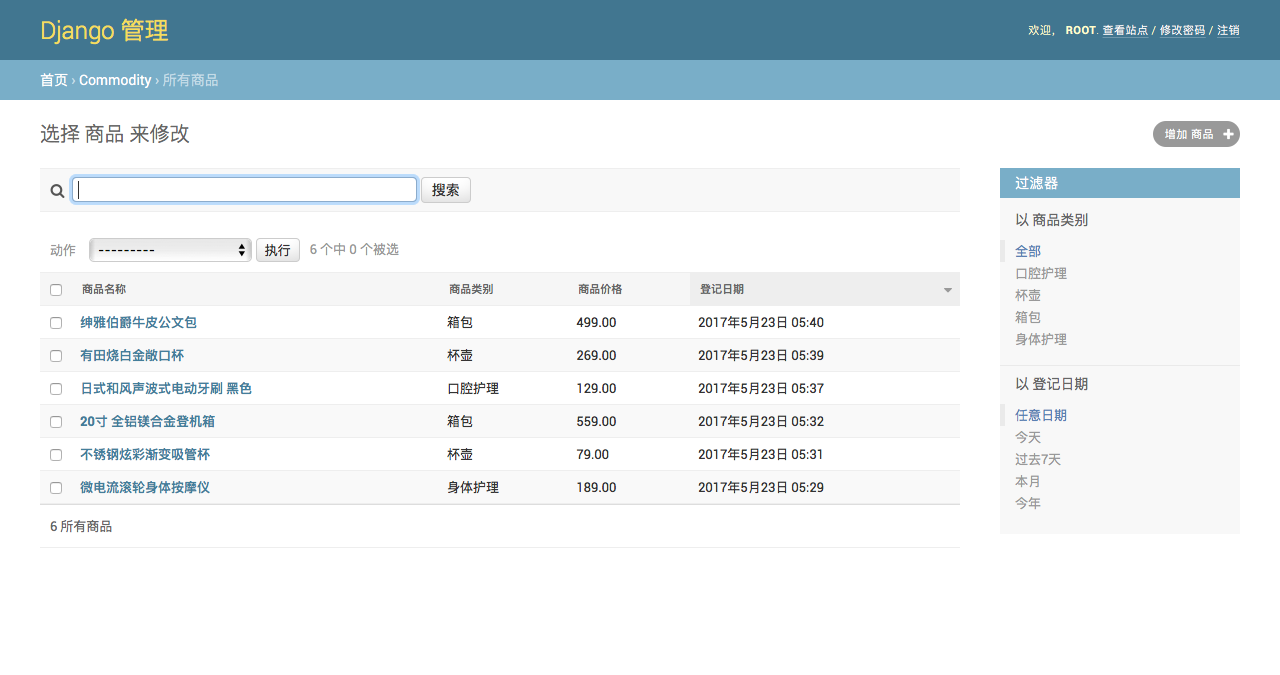 Django 管理
欢迎， ROOT. 查看站点 / 修改密码 / 注销
首页 › Commodity › 所有商品
选择 商品 来修改
增加 商品
搜索
动作 --------- 执行 6 个中 0 个被选
商品名称 商品类别 商品价格 登记日期
绅雅伯爵牛皮公文包 箱包 499.00 2017年5月23日 05:40
有田烧白金敞口杯 杯壶 269.00 2017年5月23日 05:39
日式和风声波式电动牙刷 黑色 口腔护理 129.00 2017年5月23日 05:37
20寸 全铝镁合金登机箱 箱包 559.00 2017年5月23日 05:32
不锈钢炫彩渐变吸管杯 杯壶 79.00 2017年5月23日 05:31
微电流滚轮身体按摩仪 身体护理 189.00 2017年5月23日 05:29
6 所有商品
过滤器
以 商品类别
全部
口腔护理
杯壶
箱包
身体护理
以 登记日期
任意日期
今天
过去7天
本月
今年